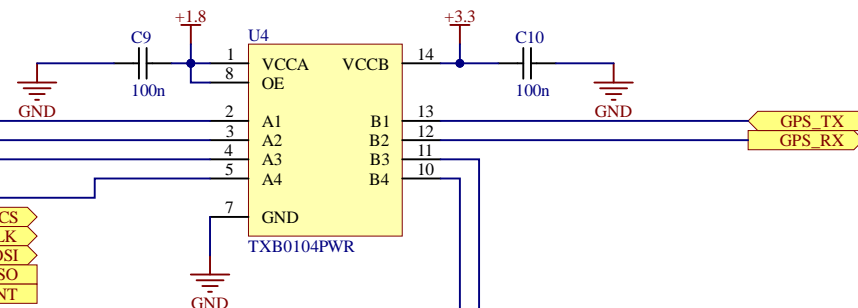 +1.8
+3.3
C9
U4
C10
1
VCCA
VCCB
14
8
OE
100n
100n
GND
GND
2
A1
B1
13
GPS_TX
3
A2
B2
12
GPS_RX
4
A3
B3
11
5
A4
B4
10
7
GND
CS
LK
OSI
SO
NT
TXB0104PWR
GND